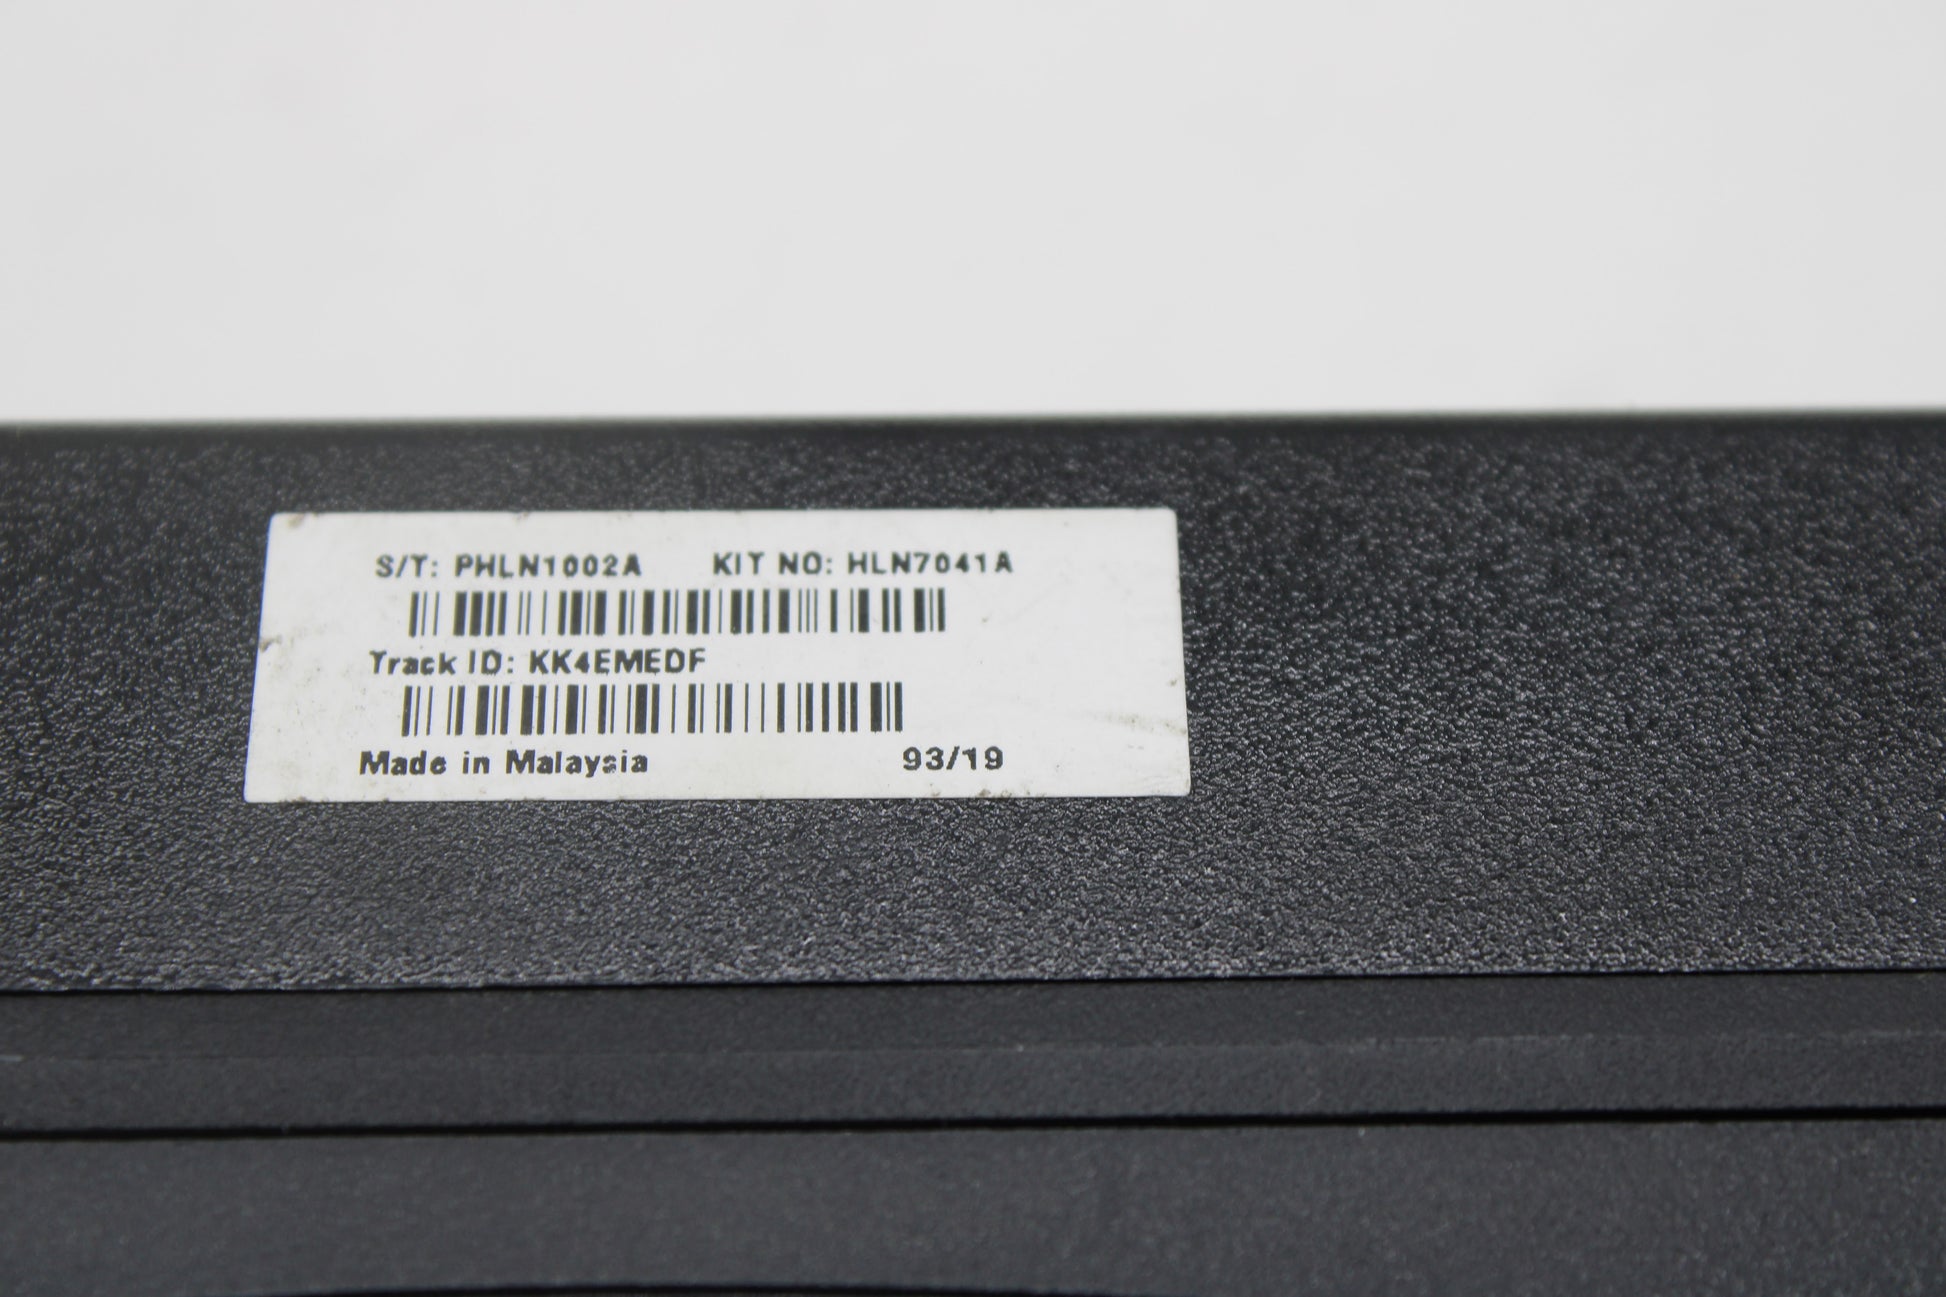 S/T: PHLN1002A KIT NO: HLN7041A
Track ID: KK4EMEDF
Made in Malaysia 93/19